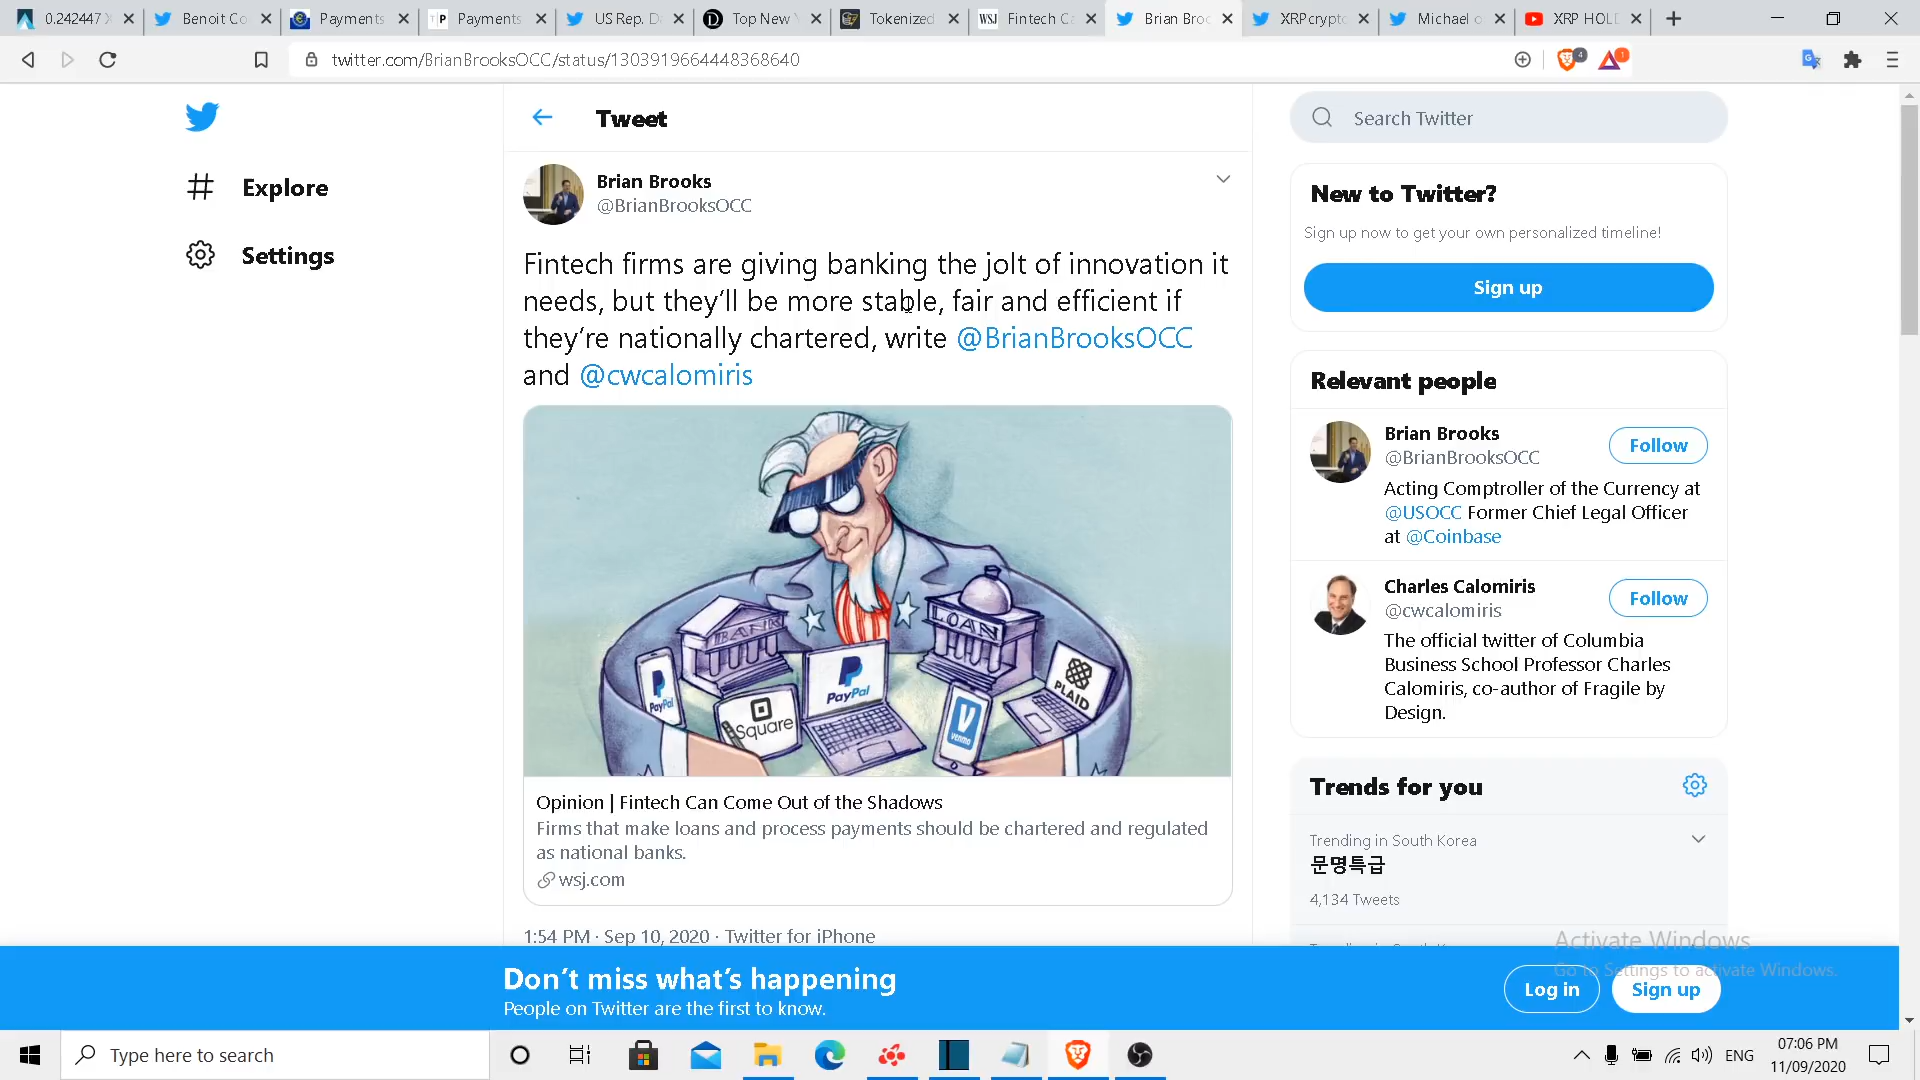 0.242447
Benoit Co
Payments
Payments
US Rep. D
Top New
Tokenized
WSJ
Fintech C
Brian Broo
XRPcrypto
Michael o
XRP HOL
twitter.com/BrianBrooksOCC/status/1303919664448368640
4
1
Tweet
Search Twitter
Explore
Settings
Brian Brooks
@BrianBrooksOCC
Fintech firms are giving banking the jolt of innovation it
needs, but they'll be more stable, fair and efficient if
they're nationally chartered, write @BrianBrooksOCC
and @cwcalomiris
BANK
LOAN
PayPal
Square
PayPal
venmo
PLAID
Opinion | Fintech Can Come Out of the Shadows
Firms that make loans and process payments should be chartered and regulated
as national banks.
wsj.com
1:54 PM · Sep 10, 2020 · Twitter for iPhone
New to Twitter?
Sign up now to get your own personalized timeline!
Sign up
Relevant people
Brian Brooks
@BrianBrooksOCC
Follow
Acting Comptroller of the Currency at
@USOCC Former Chief Legal Officer
at @Coinbase
Charles Calomiris
@cwcalomiris
Follow
The official twitter of Columbia
Business School Professor Charles
Calomiris, co-author of Fragile by
Design.
Trends for you
Trending in South Korea
문명특급
4,134 Tweets
Activate Windows
Go to Settings to activate Windows.
Don't miss what's happening
People on Twitter are the first to know.
Log in
Sign up
Type here to search
ENG
07:06 PM
11/09/2020